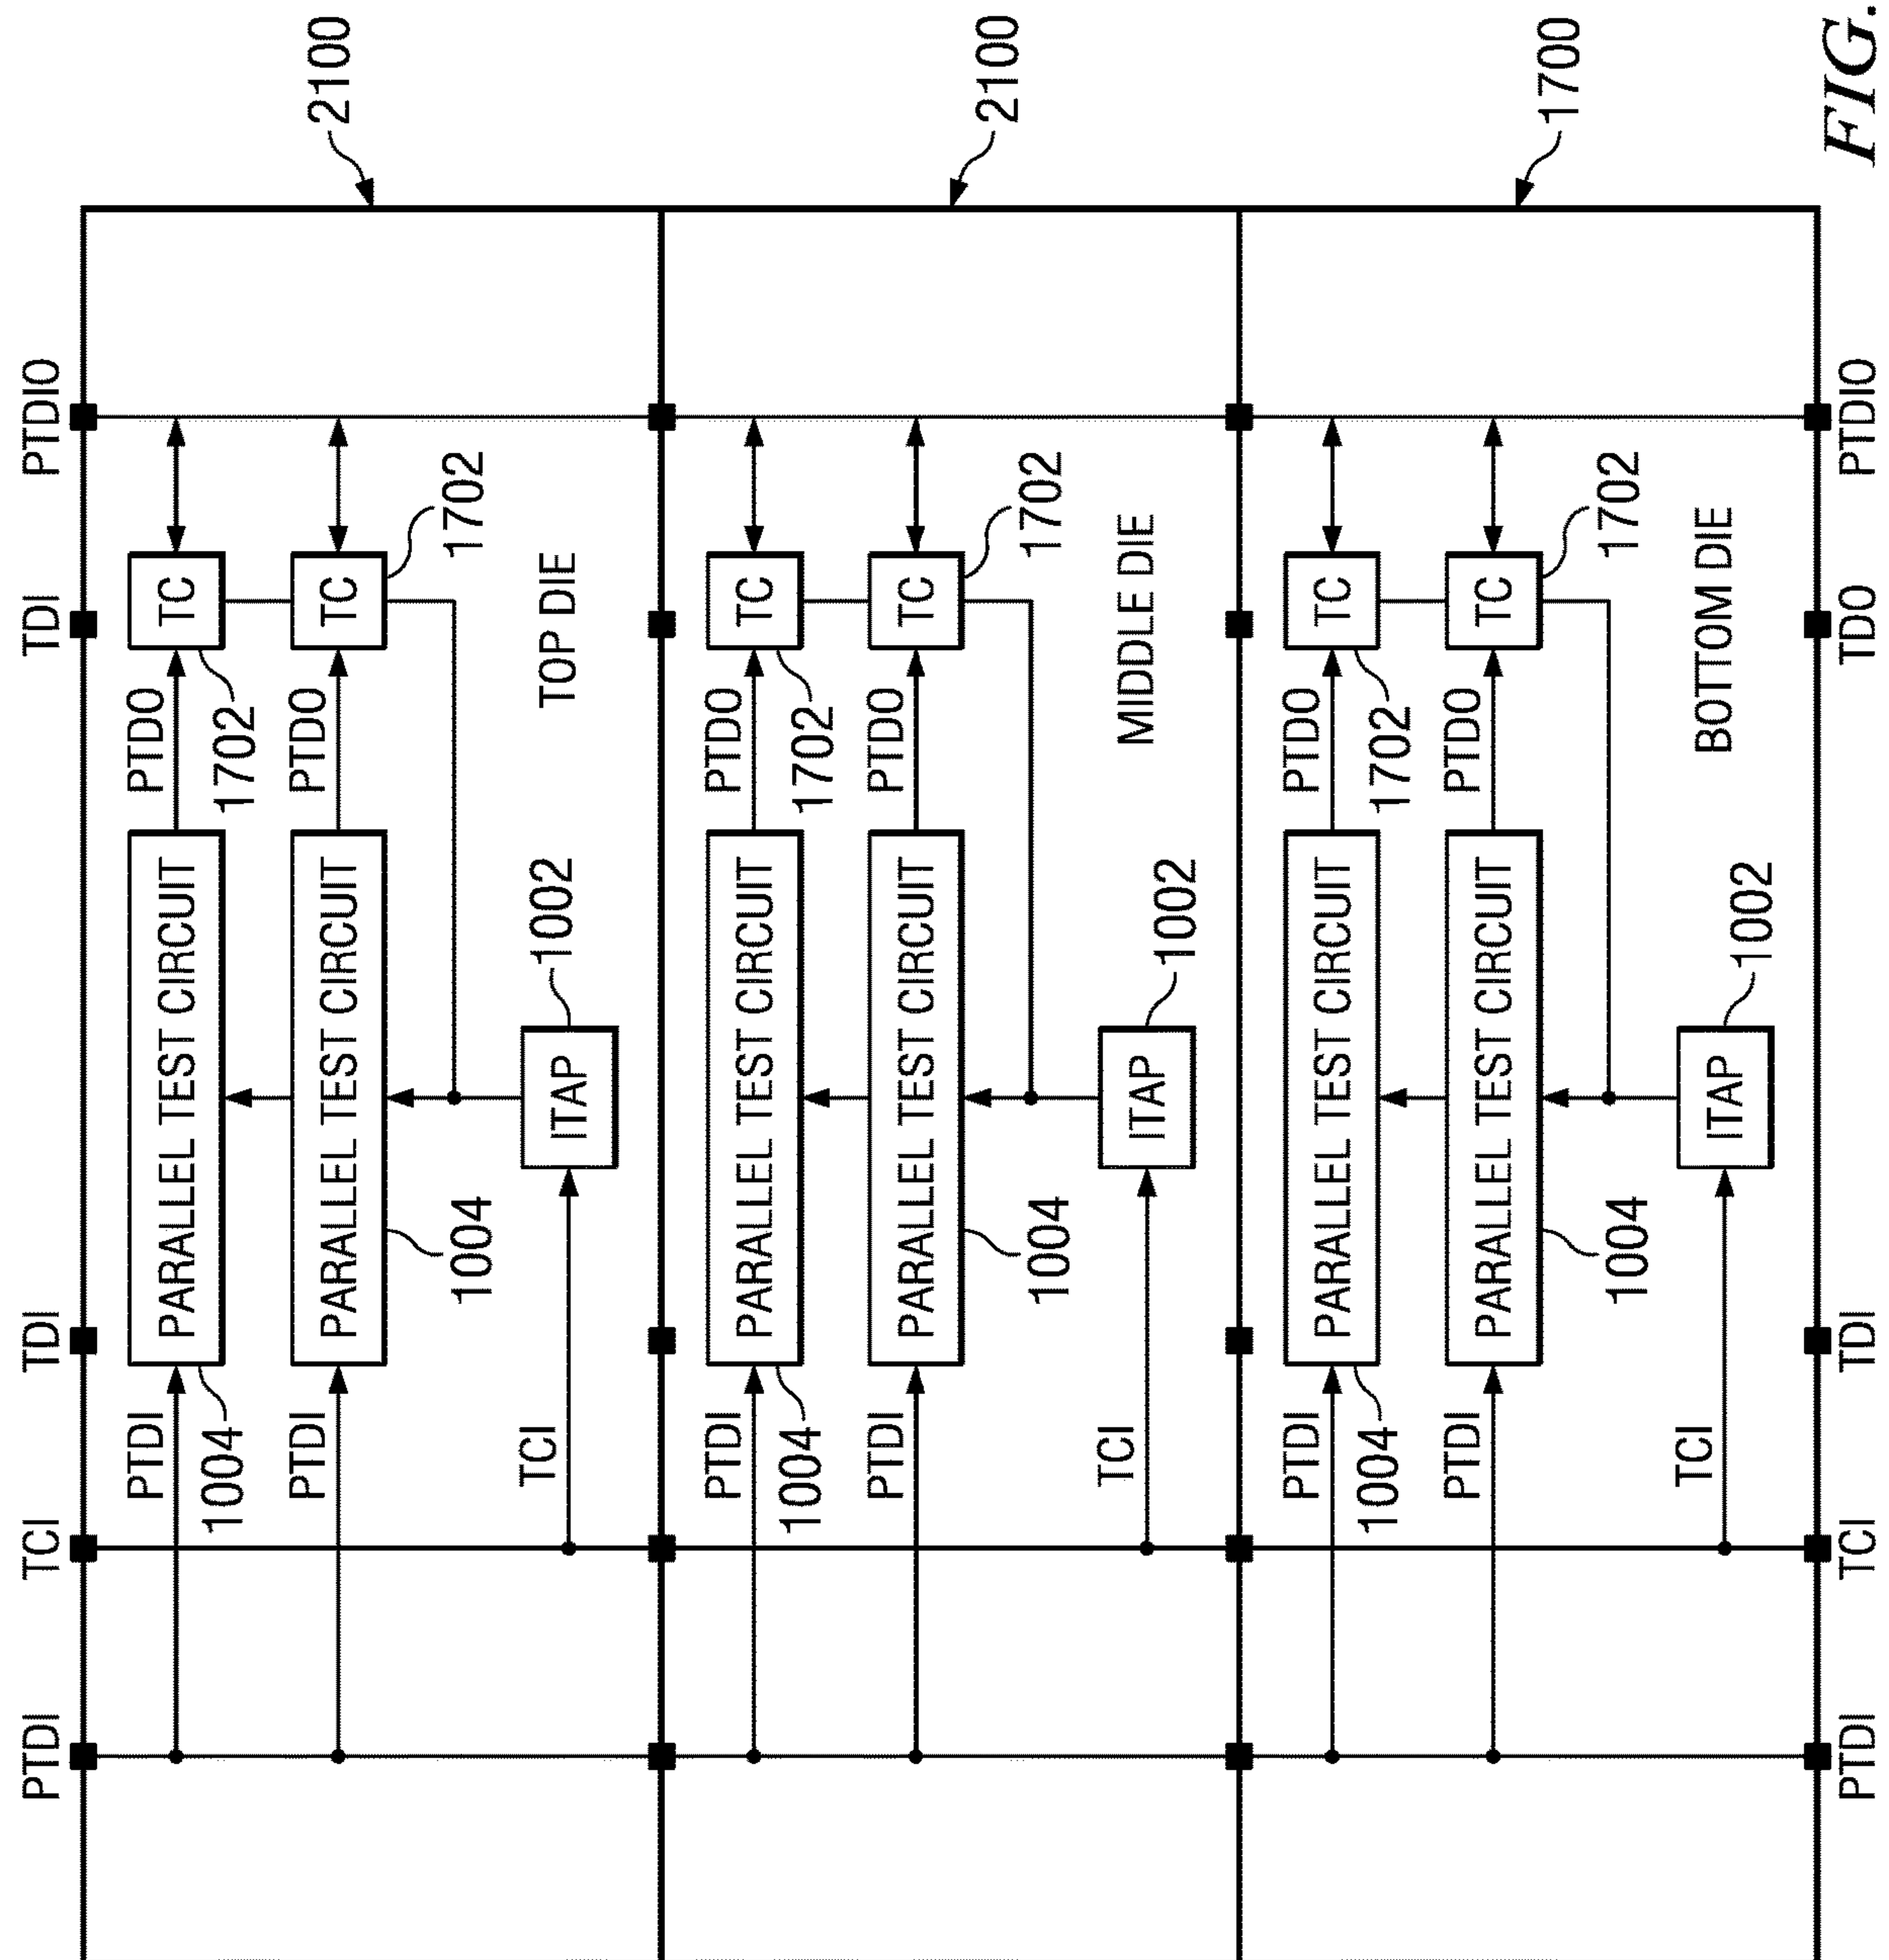 PTDI TCI TDI TDI PTDIO
PTDI PARALLEL TEST CIRCUIT PTDO TC
1004 1702
2100
PTDI PARALLEL TEST CIRCUIT PTDO TC
1004 1702
TCI ITAP 1002 TOP DIE
PTDI PARALLEL TEST CIRCUIT PTDO TC
1004 1702
2100
PTDI PARALLEL TEST CIRCUIT PTDO TC
1004 1702
TCI ITAP 1002 MIDDLE DIE
PTDI PARALLEL TEST CIRCUIT PTDO TC
1004 1702
1700
PTDI PARALLEL TEST CIRCUIT PTDO TC
1004 1702
TCI ITAP 1002 BOTTOM DIE
PTDI TCI TDI TDO PTDIO
FIG.